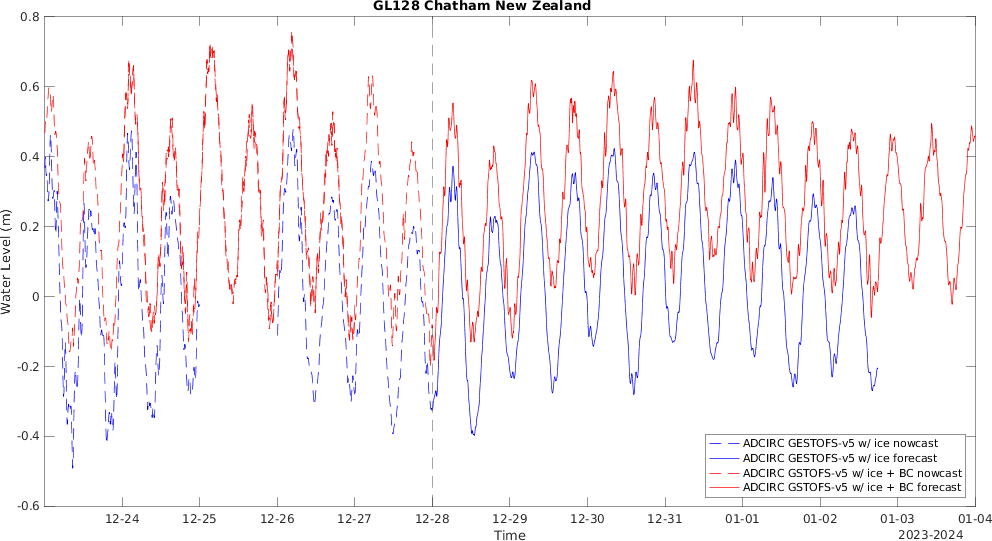 GL128 Chatham New Zealand
0.8
0.6
0.4
0.2
0
-0.2
-0.4
-0.6
Water Level (m)
ADCIRC GESTOFS-v5 w/ ice nowcast
ADCIRC GESTOFS-v5 w/ ice forecast
ADCIRC GSTOFS-v5 w/ ice + BC nowcast
ADCIRC GSTOFS-v5 w/ ice + BC forecast
12-24 12-25 12-26 12-27 12-28 12-29 12-30 12-31 01-01 01-02 01-03 01-04
Time
2023-2024